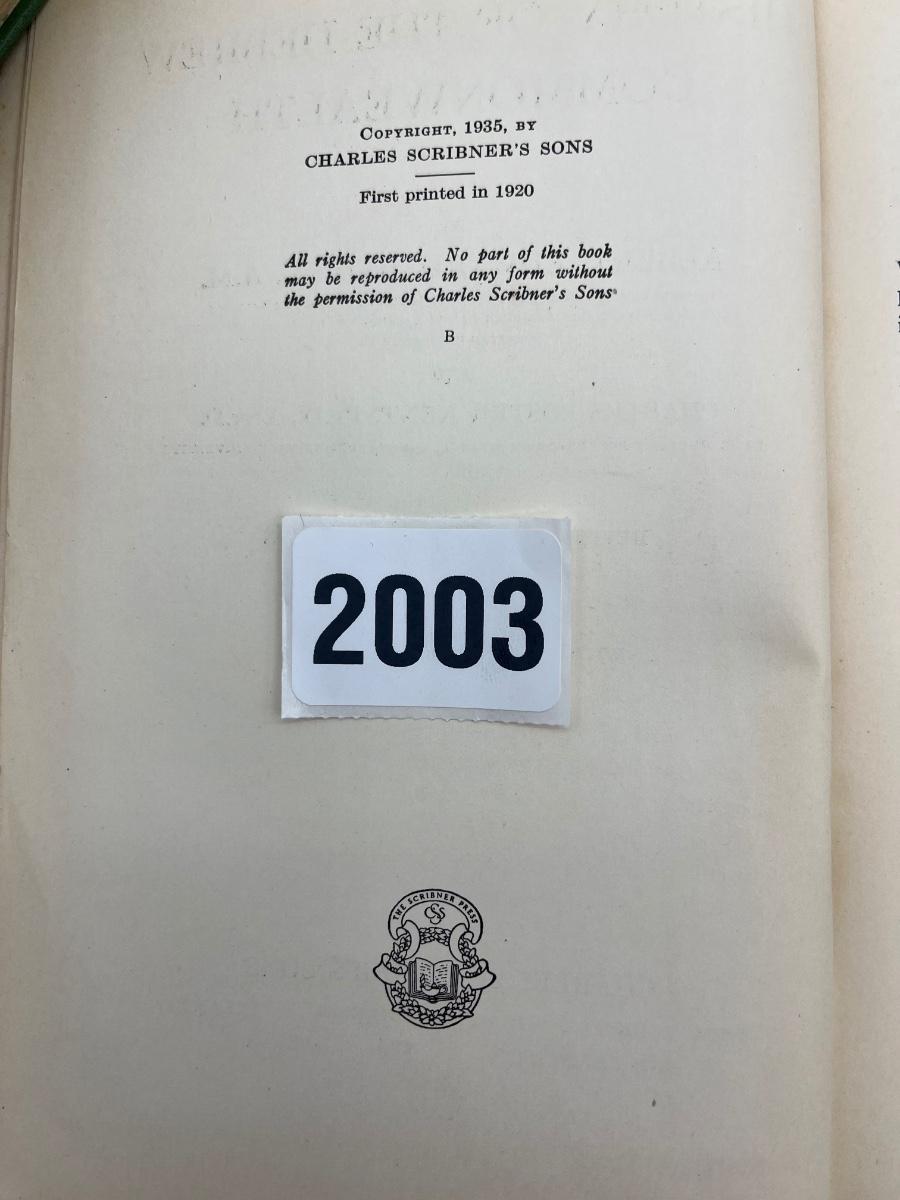 COPYRIGHT, 1935, BY
CHARLES SCRIBNER'S SONS
First printed in 1920
All rights reserved. No part of this book
may be reproduced in any form without
the permission of Charles Scribner's Sons
B
2003
THE SCRIBNER PRESS
CSS